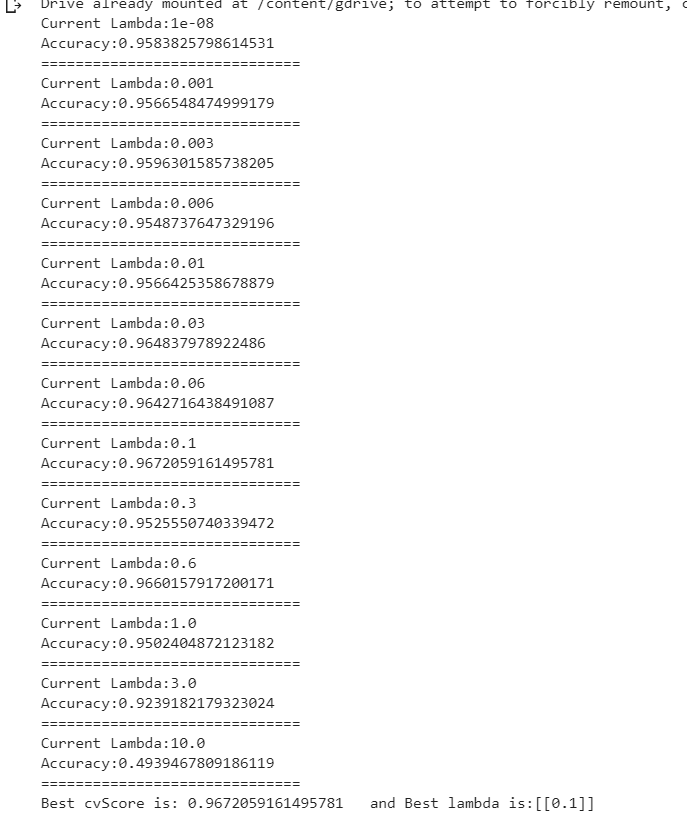 Drive already mounted at /content/gdrive; to attempt to forcibly remount,
Current Lambda:1e-08
Accuracy:0.9583825798614531
==============================
Current Lambda:0.001
Accuracy:0.9566548474999179
==============================
Current Lambda:0.003
Accuracy:0.9596301585738205
==============================
Current Lambda:0.006
Accuracy:0.9548737647329196
==============================
Current Lambda:0.01
Accuracy:0.9566425358678879
==============================
Current Lambda:0.03
Accuracy:0.964837978922486
==============================
Current Lambda:0.06
Accuracy:0.9642716438491087
==============================
Current Lambda:0.1
Accuracy:0.9672059161495781
==============================
Current Lambda:0.3
Accuracy:0.9525550740339472
==============================
Current Lambda:0.6
Accuracy:0.9660157917200171
==============================
Current Lambda:1.0
Accuracy:0.9502404872123182
==============================
Current Lambda:3.0
Accuracy:0.9239182179323024
==============================
Current Lambda:10.0
Accuracy:0.4939467809186119
==============================
Best cvScore is: 0.9672059161495781   and Best lambda is:[[0.1]]